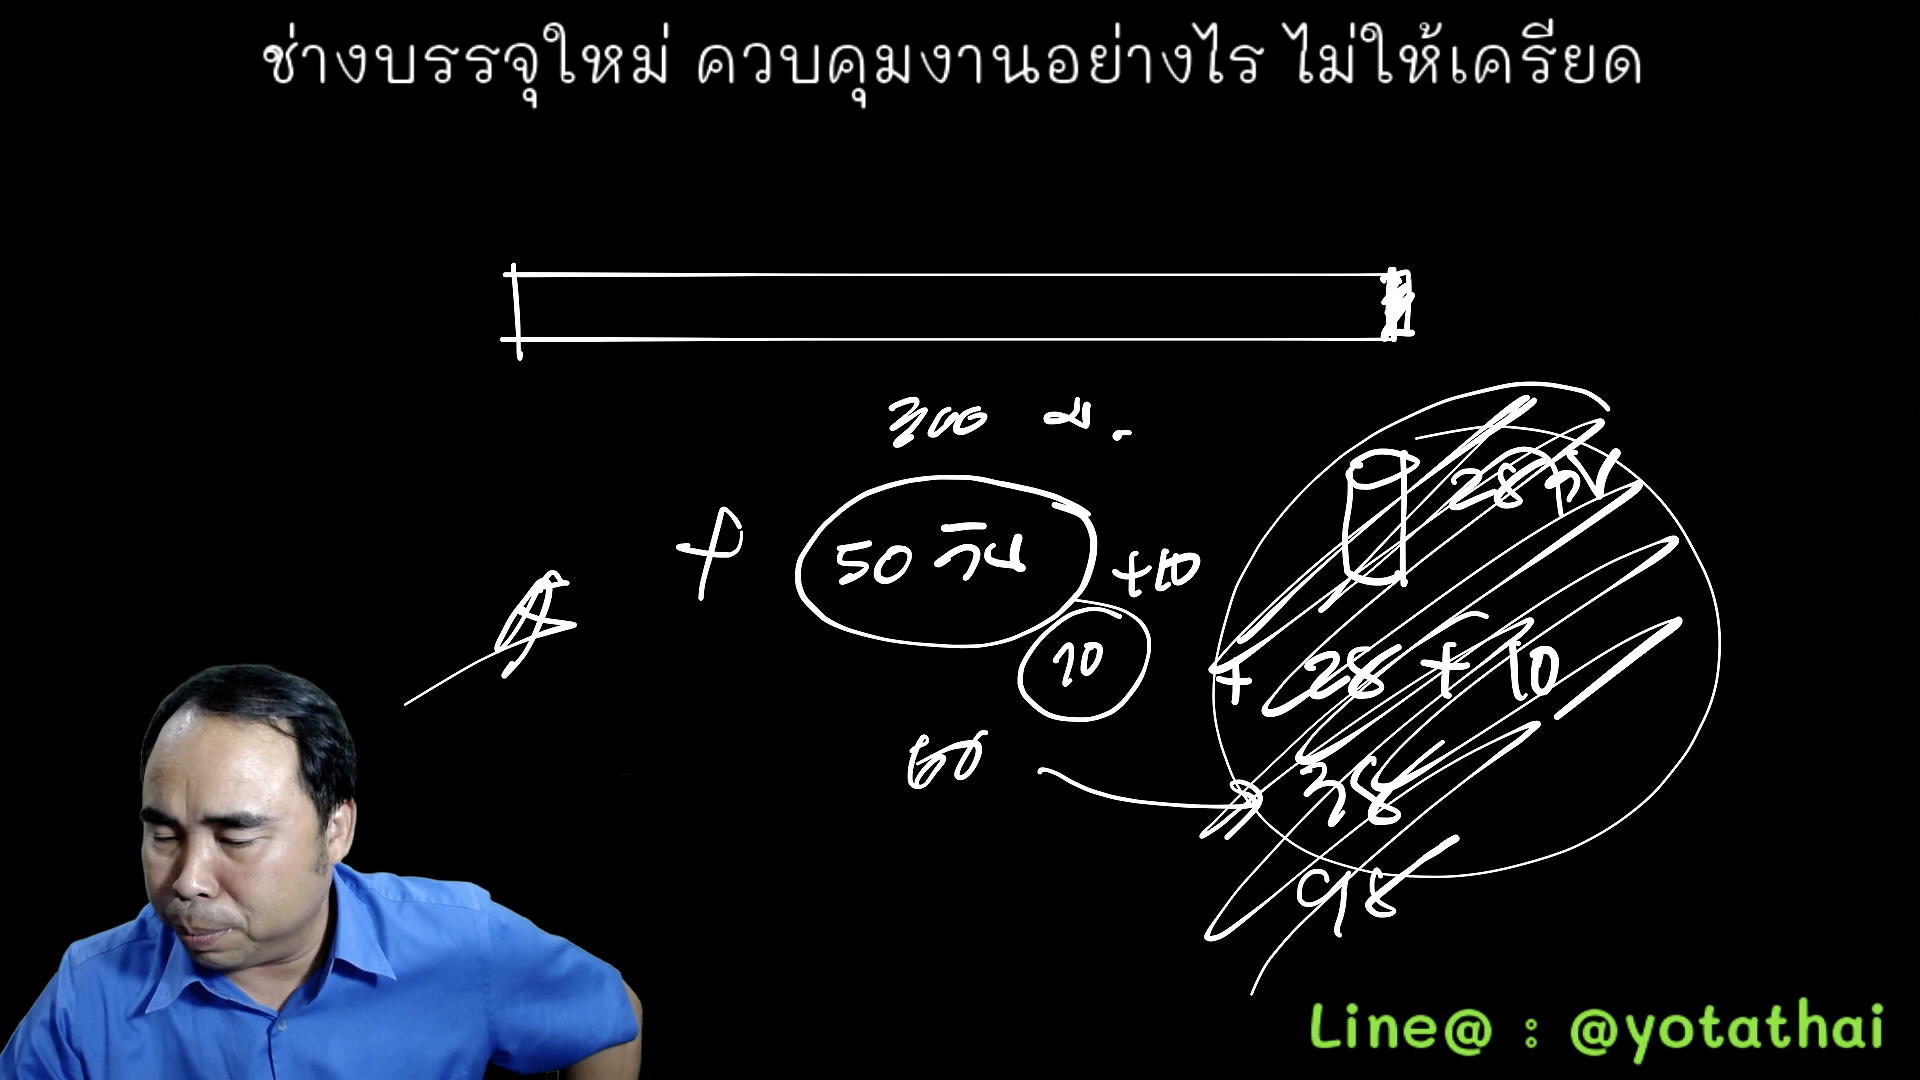 ช่างบรรจุใหม่ ควบคุมงานอย่างไร ไม่ให้เครียด
300 ม.
28 วัน
50 วัน +10
10
+ 28 + 10
60
38
98
Line@ : @yotathai